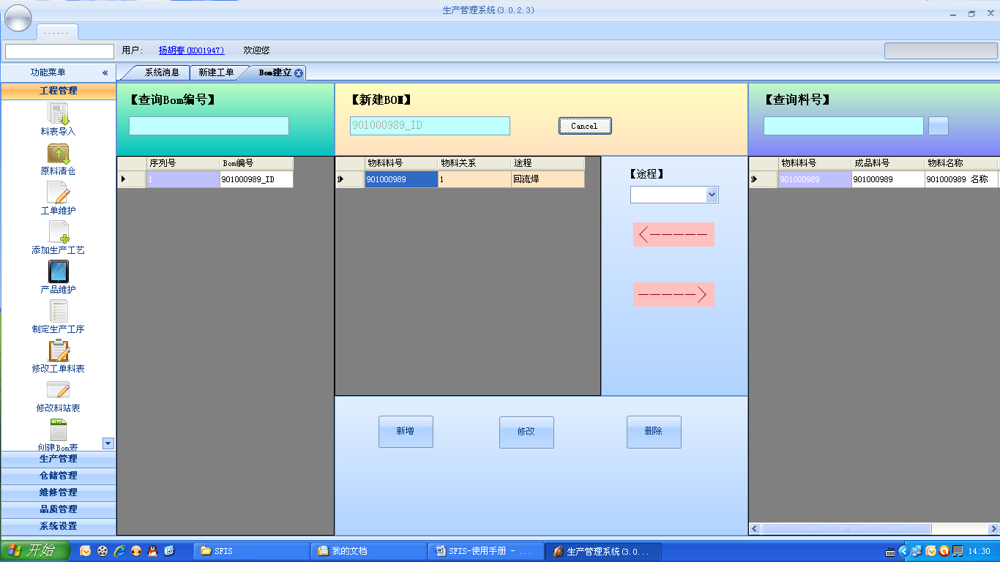 生产管理系统(3.0.2.3)
......
用户: 杨胡春(K001947) 欢迎您
功能菜单 «
系统消息 新建工单 Bom建立
工程管理
料表导入
原料清仓
工单维护
添加生产工艺
产品维护
制定生产工序
修改工单料表
修改料站表
创建Bom表
生产管理
仓储管理
维修管理
品质管理
系统设置
【查询Bom编号】
序列号 Bom编号
1 901000989_ID
【新建BOM】
901000989_ID Cancel
物料料号 物料关系 途程
1 901000989 1 回流焊
【途程】
<-----
----->
新增 修改 删除
【查询料号】
物料料号 成品料号 物料名称
1 901000989 901000989 901000989 名称
开始 SFIS 我的文档 SFIS-使用手册 - ... 生产管理系统(3.0... 14:30